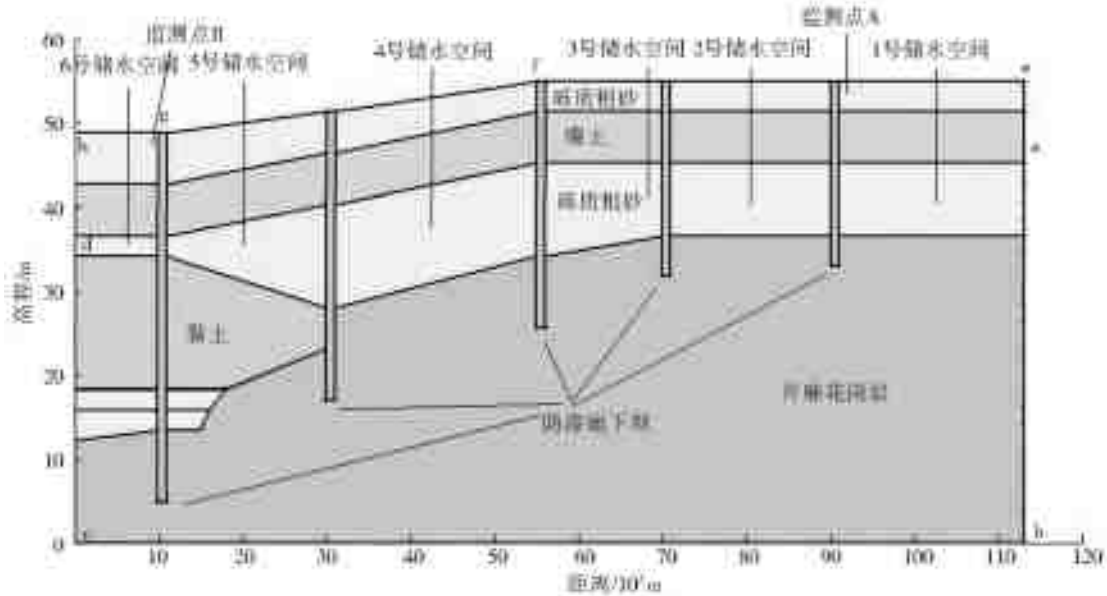 监测点B
监测点A
6号储水空间
5号储水空间
4号储水空间
3号储水空间
2号储水空间
1号储水空间
高程/m
60
50
40
30
20
10
0
砾质粗砂
壤土
砾质粗砂
黏土
片麻花岗岩
防渗地下墙
f
e
a
d
b
10
20
30
40
50
60
70
80
90
100
110
120
距离/10³m